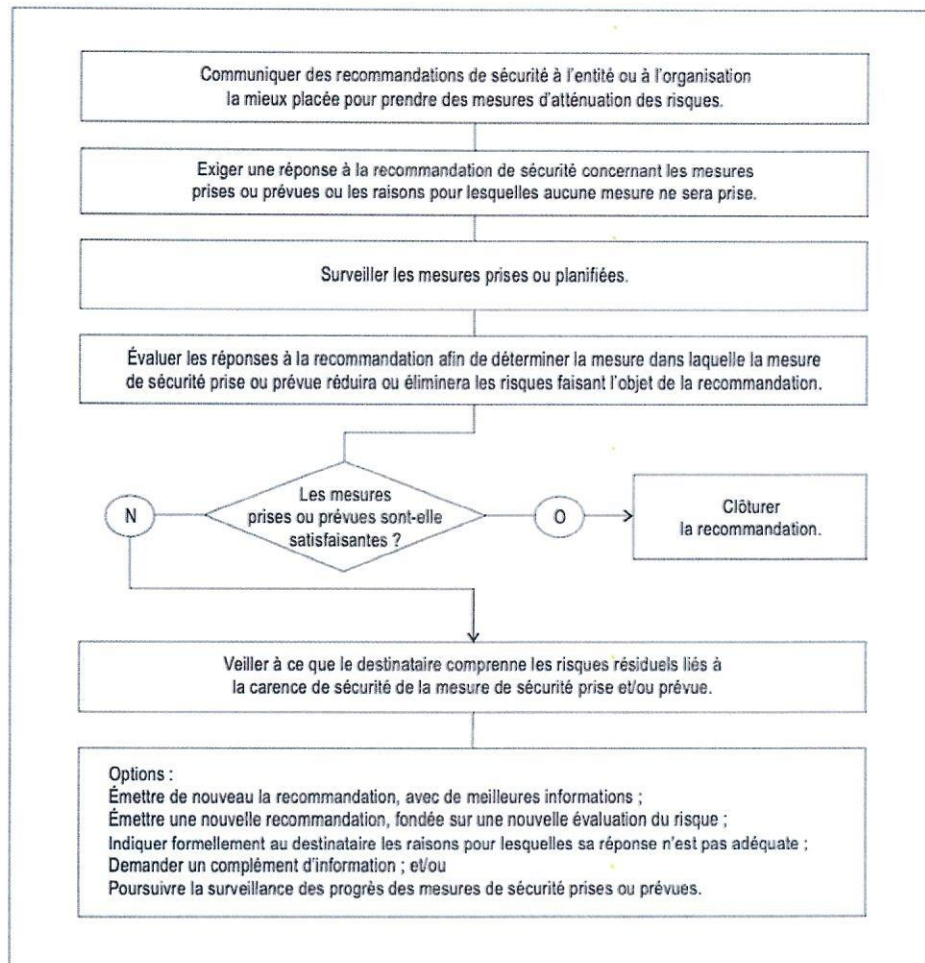 Communiquer des recommandations de sécurité à l'entité ou à l'organisation
la mieux placée pour prendre des mesures d'atténuation des risques.
Exiger une réponse à la recommandation de sécurité concernant les mesures
prises ou prévues ou les raisons pour lesquelles aucune mesure ne sera prise.
Surveiller les mesures prises ou planifiées.
Évaluer les réponses à la recommandation afin de déterminer la mesure dans laquelle la mesure
de sécurité prise ou prévue réduira ou éliminera les risques faisant l'objet de la recommandation.
N
Les mesures
prises ou prévues sont-elle
satisfaisantes ?
O
Clôturer
la recommandation.
Veiller à ce que le destinataire comprenne les risques résiduels liés à
la carence de sécurité de la mesure de sécurité prise et/ou prévue.
Options :
Émettre de nouveau la recommandation, avec de meilleures informations ;
Émettre une nouvelle recommandation, fondée sur une nouvelle évaluation du risque ;
Indiquer formellement au destinataire les raisons pour lesquelles sa réponse n'est pas adéquate ;
Demander un complément d'information ; et/ou
Poursuivre la surveillance des progrès des mesures de sécurité prises ou prévues.